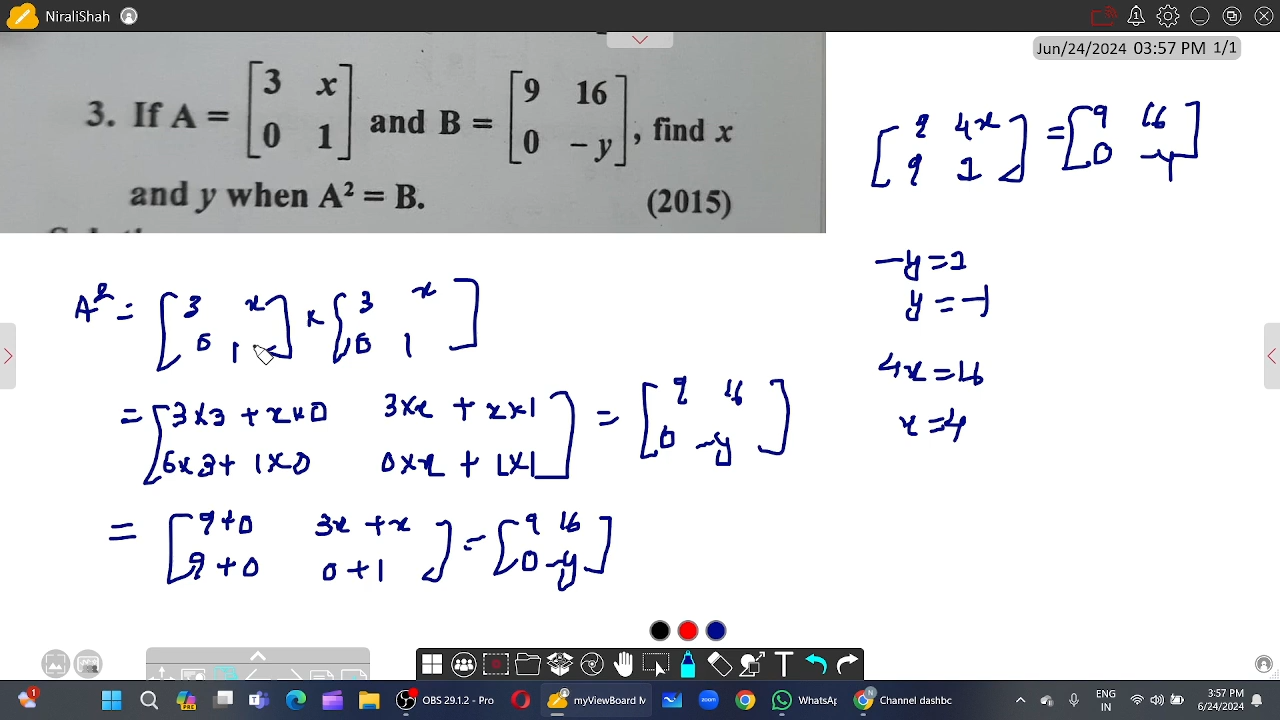 NiraliShah
Jun/24/2024 03:57 PM 1/1
3. If A = [3 x
0 1] and B = [9 16
0 - y], find x
and y when A² = B. (2015)
A² = [3 x
0 1] × [3 x
0 1]
= [3×3 + x×0 3×x + x×1
0×3 + 1×0 0×x + 1×1] = [9 16
0 -y]
= [9+0 3x + x
9+0 0+1] = [9 16
0 -y]
[9 4x
9 1] = [9 16
0 -y]
-y = 1
y = -1
4x = 16
x = 4
OBS 29.1.2 - Pro
myViewBoard M
WhatsAp
Channel dashbc
ENG
IN
3:57 PM
6/24/2024